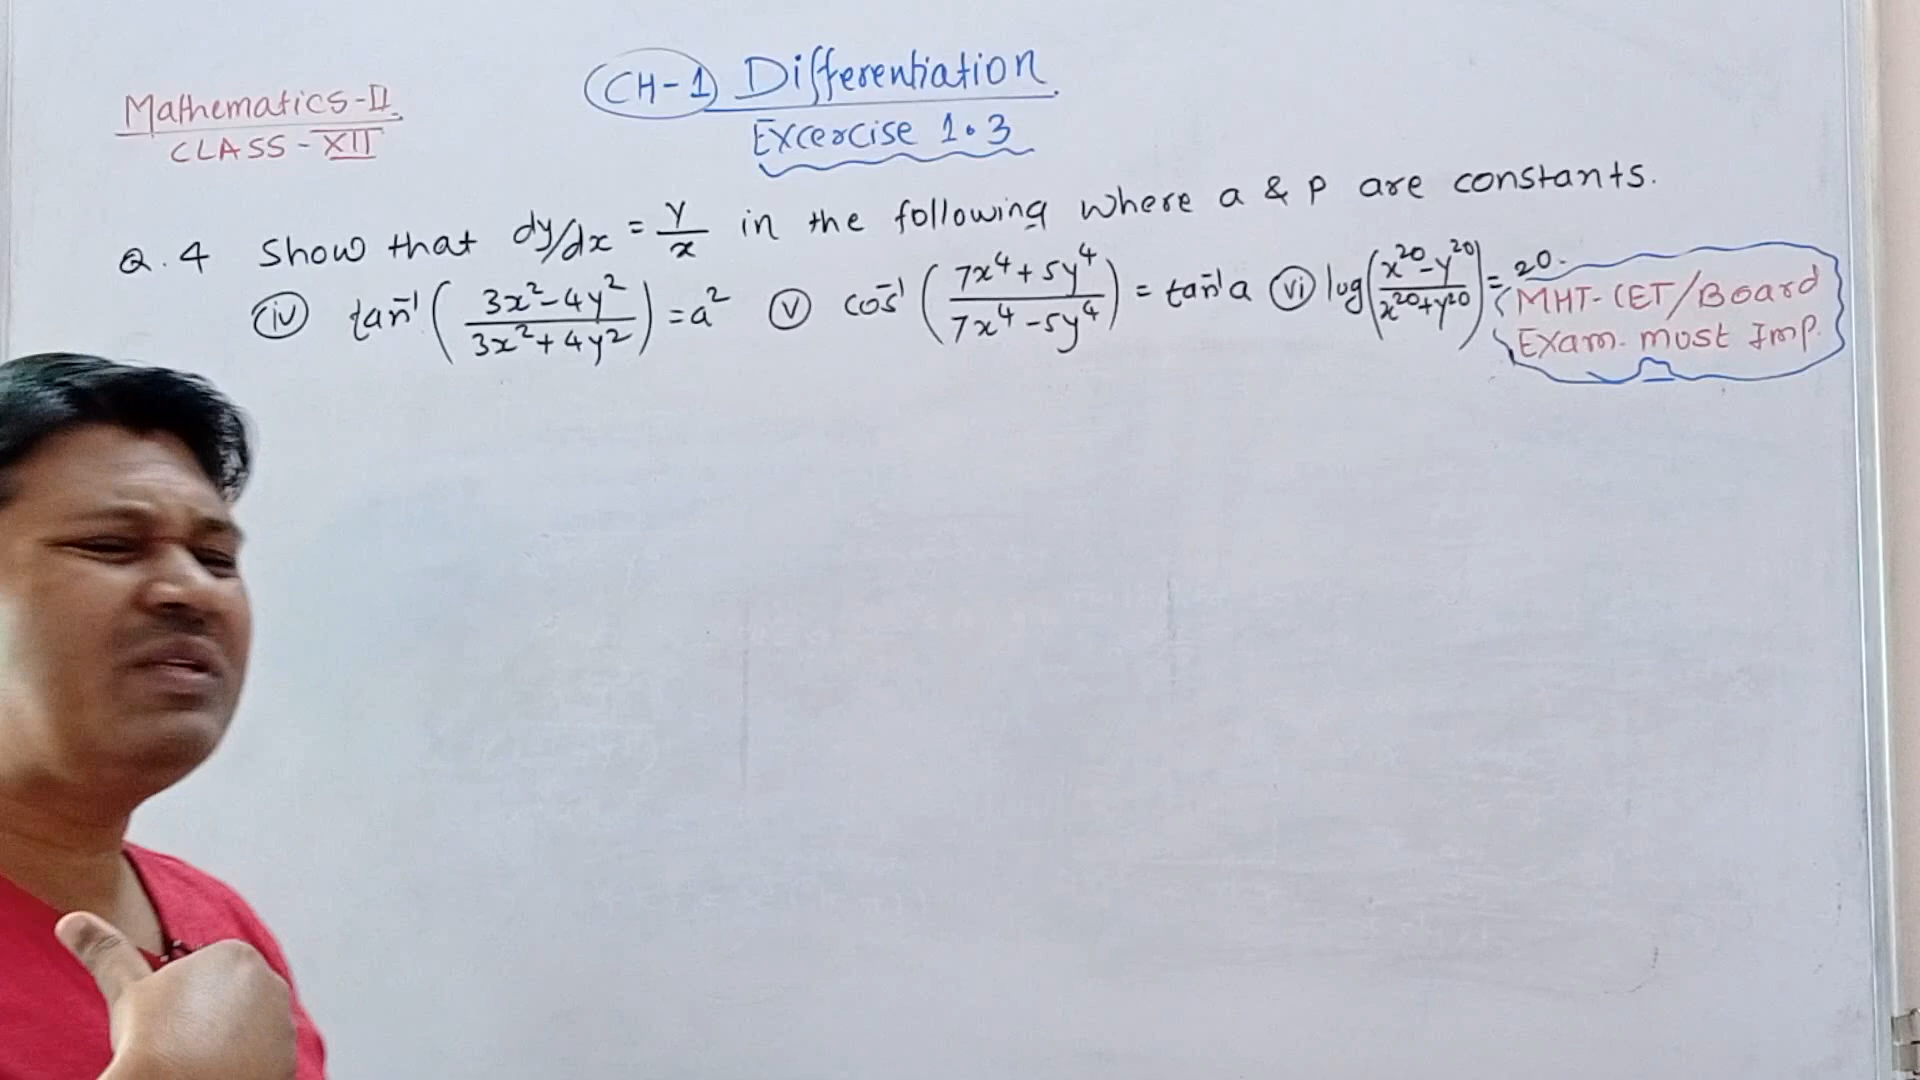 Mathematics-II
CLASS-XII
CH-1 Differentiation
Excercise 1.3
Q.4 Show that dy/dx = y/x in the following where a & p are constants.
(iv) tan⁻¹((3x²-4y²)/(3x²+4y²)) = a² (v) cos⁻¹((7x⁴+5y⁴)/(7x⁴-5y⁴)) = tan⁻¹a (vi) log((x²⁰-y²⁰)/(x²⁰+y²⁰)) = 20.
MHT-CET/Board
Exam. most Imp.